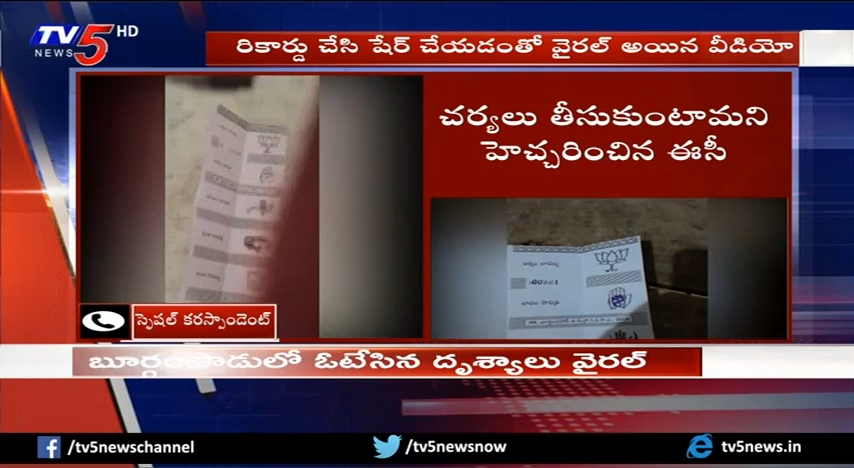 TV5 HD
NEWS
రికార్డు చేసి షేర్ చేయడంతో వైరల్ అయిన వీడియో
చర్యలు తీసుకుంటామని
హెచ్చరించిన ఈసీ
స్పెషల్ కరస్పాండెంట్
బూర్గంపాడులో ఓటేసిన దృశ్యాలు వైరల్
/tv5newschannel
/tv5newsnow
tv5news.in